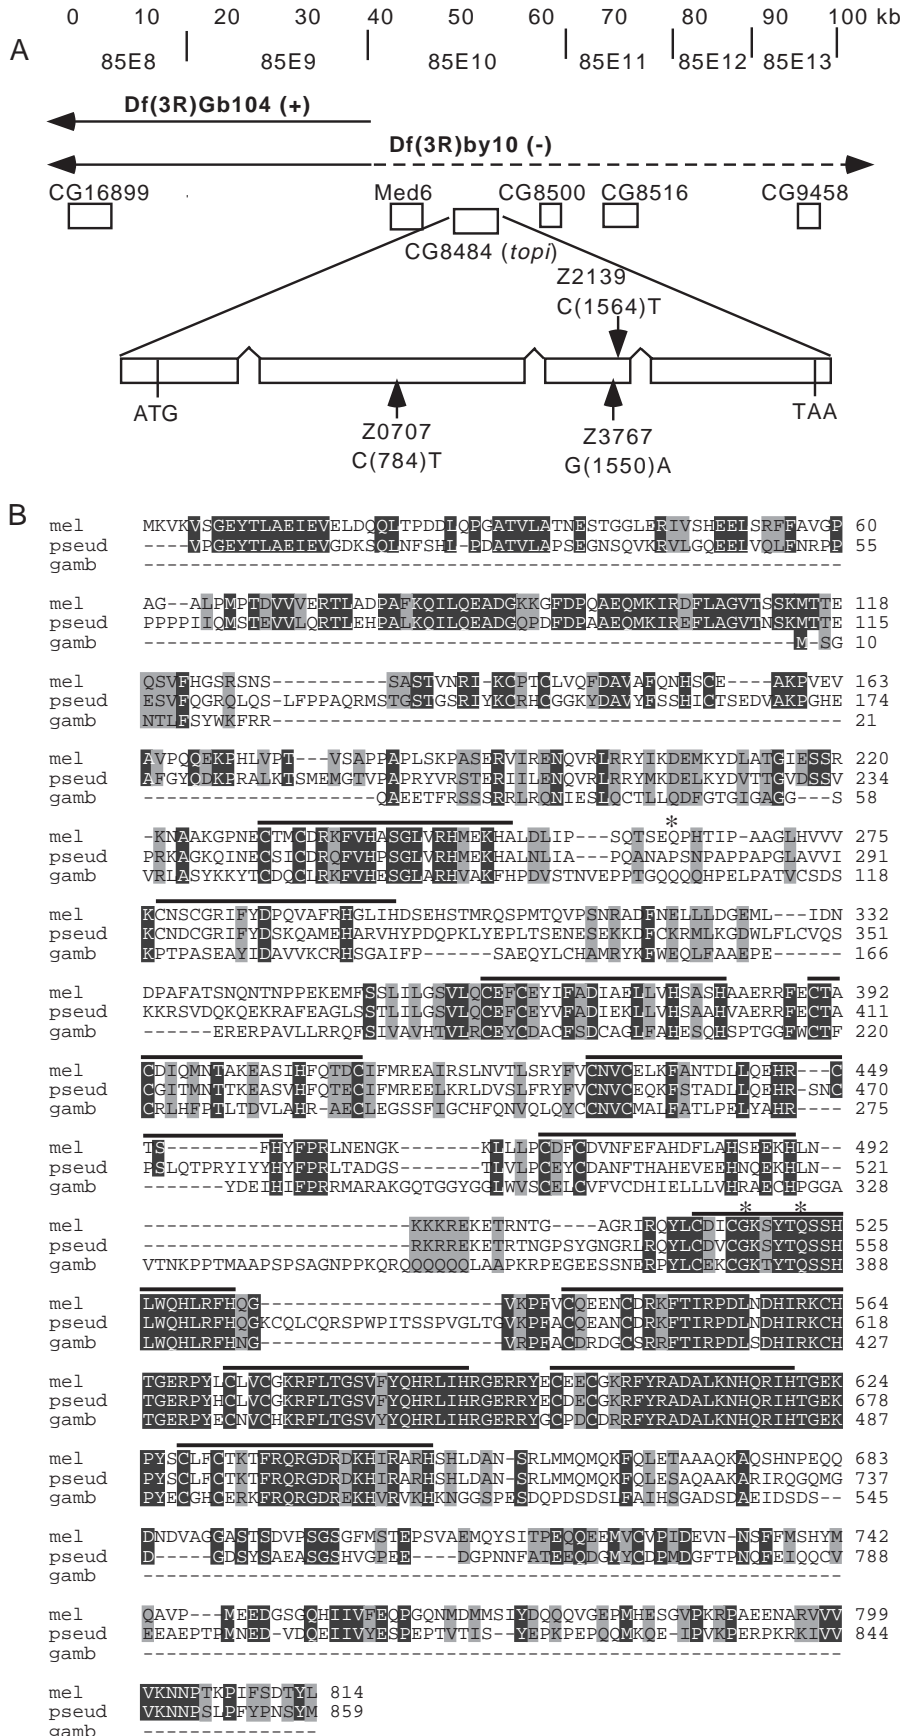 0 10 20 30 40 50 60 70 80 90 100 kb
A
85E8 85E9 85E10 85E11 85E12 85E13
Df(3R)Gb104 (+)
Df(3R)by10 (-)
CG16899 Med6 CG8500 CG8516 CG9458
CG8484 (topi)
Z2139
C(1564)T
ATG TAA
Z0707 Z3767
C(784)T G(1550)A
B
mel MKVKVSGEYTLAEIEVELDQQLTPDDLQPGATVLATNESTGGLERIVSHEELSRFFAVGP 60
pseud ----VPGEYTLAEIEVGDKSQLNFSHL-PDATVLAPSEGNSQVKRVLGQEELVQLFNRPP 55
gamb ------------------------------------------------------------
mel AG--ALPMPTDVVVERTLADPAFKQILQEADGKKGFDPQAEQMKIRDFLAGVTSSKMTTE 118
pseud PPPPIIQMSTEVVLQRTLEHPALKQILQEADGQPDFDPAAEQMKIREFLAGVTNSKMTTE 115
gamb --------------------------------------------------------M-SG 10
mel QSVFHGSRSNS----------SASTVNRI-KCPTCLVQFDAVAFQNHSCE----AKPVEV 163
pseud ESVFQGRQLQS-LFPPAQRMSTGSTGSRIYKCRHCGGKYDAVYFSSHICTSEDVAKPGHE 174
gamb NTLFSYWKFRR------------------------------------------------- 21
mel AVPQQEKPHLVPT---VSAPPAPLSKPASERVIRENQVRLRRYIKDEMKYDLATGIESSR 220
pseud AFGYQDKPRALKTSMEMGTVPAPRYVRSTERIILENQVRLRRYMKDELKYDVTTGVDSSV 234
gamb --------------------QAEETFRSSSRRLRQNIESLQCTLLQDFGTGIGAGG---S 58
*
mel -KNAAKGPNECTMCDRKFVHASGLVRHMEKHALDLIP---SQTSEQPHTIP-AAGLHVVV 275
pseud PRKAGKQINECSICDRQFVHPSGLVRHMEKHALNLIA---PQANAPSNPAPPAPGLAVVI 291
gamb VRLASYKKYTCDQCLRKFVHESGLARHVAKFHPDVSTNVEPPTGQQQQHPELPATVCSDS 118
mel KCNSCGRIFYDPQVAFRHGLIHDSEHSTMRQSPMTQVPSNRADFNELLLDGEML---IDN 332
pseud KCNDCGRIFYDSKQAMEHARVHYPDQPKLYEPLTSENESEKKDFCKRMLKGDWLFLCVQS 351
gamb KPTPASEAYIDAVVKCRHSGAIFP------SAEQYLCHAMRYKFWEQLFAAEPE------ 166
mel DPAFATSNQNTNPPEKEMFSSLILGSVLQCEFCEYIFADIAELLVHSASHAAERRFECTA 392
pseud KKRSVDQKQEKRAFEAGLSSTLILGSVLQCEFCEYVFADIEKLLVHSAAHVAERRFECTA 411
gamb ------ERERPAVLLRRQFSIVAVHTVLRCEYCDACFSDCAGLFAHESQHSPTGGFWCTF 220
mel CDIQMNTAKEASIHFQTDCIFMREAIRSLNVTLSRYFVCNVCELKFANTDLLQEHR---C 449
pseud CGITMNTTKEASVHFQTECIFMREELKRLDVSLFRYFVCNVCEQKFSTADLLQEHR-SNC 470
gamb CRLHFPTLTDVLAHR-AECLEGSSFIGCHFQNVQLQYCCNVCMALFATLPELYAHR---- 275
mel TS--------FHYFPRLNENGK-------KLLLPCDFCDVNFEFAHDFLAHSEEKHLN-- 492
pseud PSLQTPRYIYYHYFPRLTADGS-------TLVLPCEYCDANFTHAHEVEEHNQEKHLN-- 521
gamb -------YDEIHIFPRRMARAKGQTGGYGGLWVSCELCVFVCDHIELLLVHRAECHPGGA 328
* *
mel -----------------------KKKREKETRNTG----AGRIRQYLCDICGKSYTQSSH 525
pseud -----------------------RKRREKETRTNGPSYGNGRLRQYLCDVCGKSYTQSSH 558
gamb VTNKPPTMAAPSPSAGNPPKQRQQQQQQLAAPKRPEGEESSNERPYLCEKCGKTYTQSSH 388
mel LWQHLRFHQG---------------------VKPFVCQEENCDRKFTIRPDLNDHIRKCH 564
pseud LWQHLRFHQGKCQLCQRSPWPITSSPVGLTGVKPFACQEANCDRKFTIRPDLNDHIRKCH 618
gamb LWQHLRFHNG---------------------VRPFACDRDGCSRRFTIRPDLSDHIRKCH 427
mel TGERPYLCLVCGKRFLTGSVFYQHRLIHRGERRYECEECGKRFYRADALKNHQRIHTGEK 624
pseud TGERPYHCLVCGKRFLTGSVFYQHRLIHRGERRYECDECGKRFYRADALKNHQRIHTGEK 678
gamb TGERPYECNVCHKRFLTGSVYYQHRLIHRGERRYGCPDCDRRFYRADALKNHQRIHTGEK 487
mel PYSCLFCTKTFRQRGDRDKHIRARHSHLDAN-SRLMMQMQKFQLETAAAQKAQSHNPEQQ 683
pseud PYSCLFCTKTFRQRGDRDKHIRARHSHLDAN-SRLMMQMQKFQLESAQAAKARIRQGQMG 737
gamb PYECGHCERKFRQRGDREKHVRVKHKNGGSPESDQPDSDSLFAIHSGADSDAEIDSDS-- 545
mel DNDVAGGASTSDVPSGSGFMSTEPSVAEMQYSITPEQQEEMVCVPIDEVN-NSFFMSHYM 742
pseud D-----GDSYSAEASGSHVGPEE----DGPNNFATEEQDGMYCDPMDGFTPNQFEIQQCV 788
gamb ------------------------------------------------------------
mel QAVP---MEEDGSGQHIIVFEQPGQNMDMMSIYDQQQVGEPMHESGVPKRPAEENARVVV 799
pseud EEAEPTPMNED-VDQEIIVYESPEPTVTIS--YEPKPEPQQMKQE-IPVKPERPKRKIVV 844
gamb ------------------------------------------------------------
mel VKNNPTKPIFSDTYL 814
pseud VKNNPSLPFYPNSYM 859
gamb ---------------